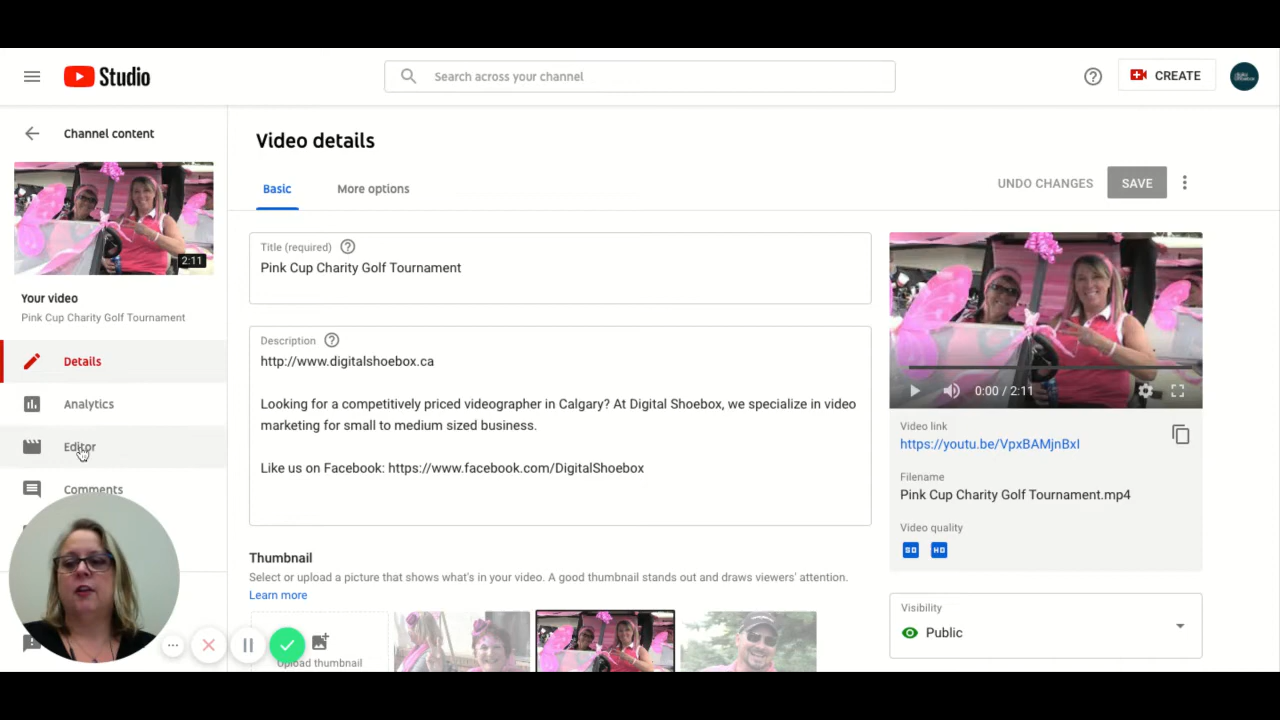 Studio
Search across your channel
CREATE
Channel content
Video details
Basic
More options
UNDO CHANGES
SAVE
2:11
Your video
Pink Cup Charity Golf Tournament
Details
Analytics
Editor
Comments
Title (required)
Pink Cup Charity Golf Tournament
Description
http://www.digitalshoebox.ca
Looking for a competitively priced videographer in Calgary? At Digital Shoebox, we specialize in video
marketing for small to medium sized business.
Like us on Facebook: https://www.facebook.com/DigitalShoebox
Thumbnail
Select or upload a picture that shows what's in your video. A good thumbnail stands out and draws viewers' attention.
Learn more
Upload thumbnail
0:00 / 2:11
Video link
https://youtu.be/VpxBAMjnBxI
Filename
Pink Cup Charity Golf Tournament.mp4
Video quality
SD HD
Visibility
Public